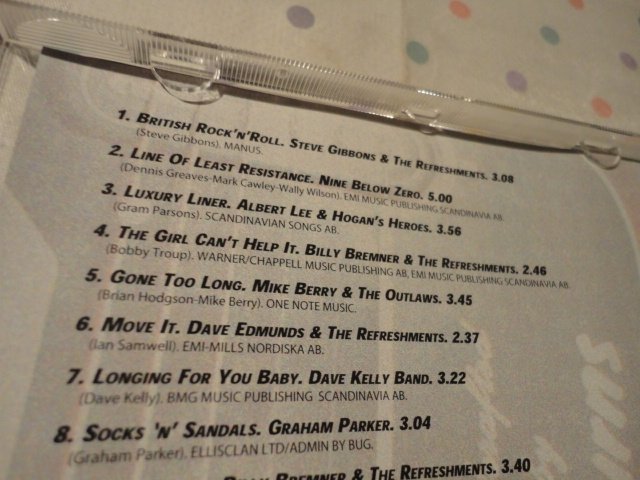 1. British Rock'n'Roll. Steve Gibbons & The Refreshments. 3.08
(Steve Gibbons). MANUS.
2. Line Of Least Resistance. Nine Below Zero. 5.00
(Dennis Greaves-Mark Cawley-Wally Wilson). EMI MUSIC PUBLISHING SCANDINAVIA AB.
3. Luxury Liner. Albert Lee & Hogan's Heroes. 3.56
(Gram Parsons). SCANDINAVIAN SONGS AB.
4. The Girl Can't Help It. Billy Bremner & The Refreshments. 2.46
(Bobby Troup). WARNER/CHAPPELL MUSIC PUBLISHING AB, EMI MUSIC PUBLISHING SCANDINAVIA AB.
5. Gone Too Long. Mike Berry & The Outlaws. 3.45
(Brian Hodgson-Mike Berry). ONE NOTE MUSIC.
6. Move It. Dave Edmunds & The Refreshments. 2.37
(Ian Samwell). EMI-MILLS NORDISKA AB.
7. Longing For You Baby. Dave Kelly Band. 3.22
(Dave Kelly). BMG MUSIC PUBLISHING SCANDINAVIA AB.
8. Socks 'n' Sandals. Graham Parker. 3.04
(Graham Parker). ELLISCLAN LTD/ADMIN BY BUG.
Bremner & The Refreshments. 3.40